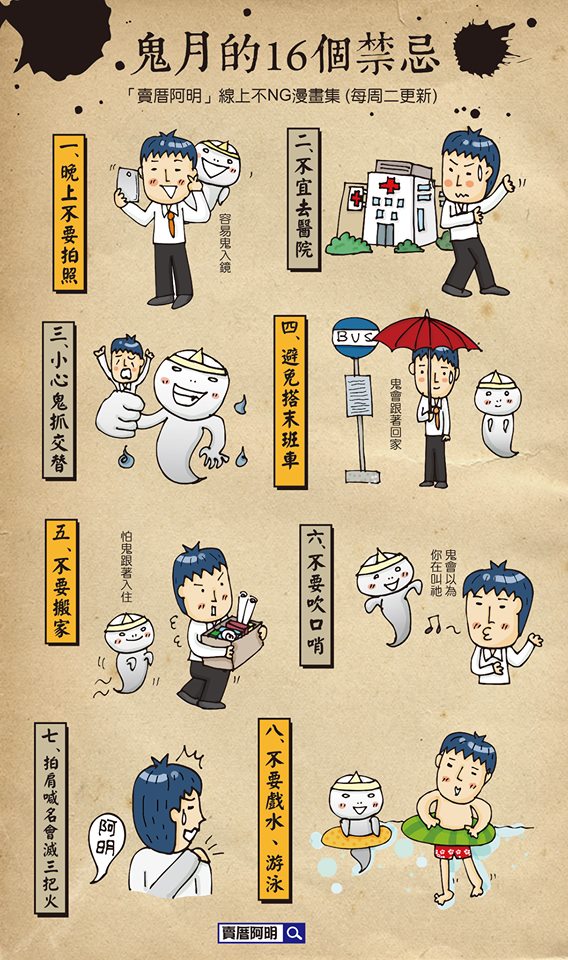 鬼月的16個禁忌
「賣厝阿明」線上不NG漫畫集 (每周二更新)
一、晚上不要拍照
容易鬼入鏡
二、不宜去醫院
三、小心鬼抓交替
四、避免搭末班車
BUS
鬼會跟著回家
五、不要搬家
怕鬼跟著入住
六、不要吹口哨
鬼會以為
你在叫祂
七、拍肩喊名會滅三把火
阿明
八、不要戲水、游泳
賣厝阿明